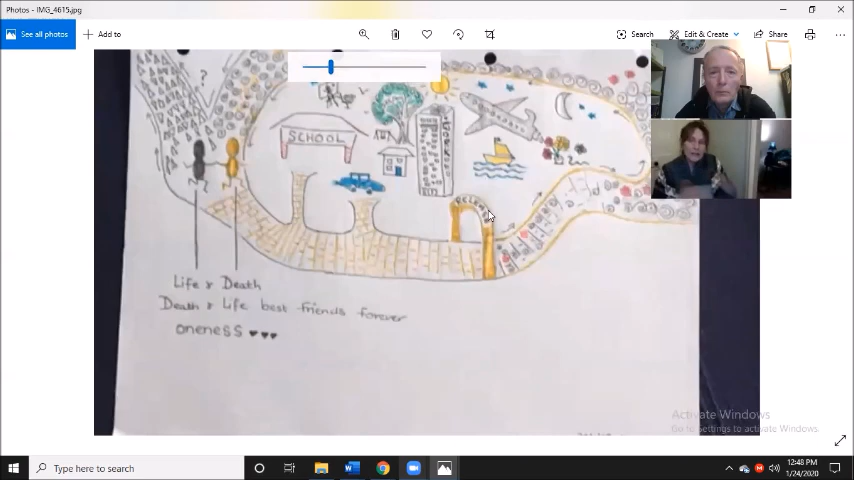 Photos - IMG_4615.jpg
See all photos
Add to
Search
Edit & Create
Share
?
SCHOOL
Life & Death
Death & Life best friends forever
oneness
Activate Windows
Go to Settings to activate Windows.
Type here to search
12:48 PM
1/24/2020